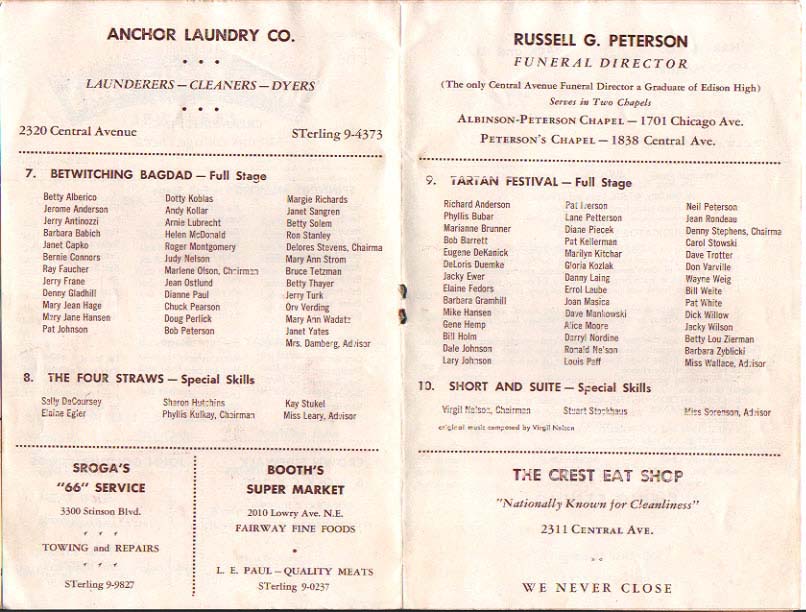 ANCHOR LAUNDRY CO.
LAUNDERERS — CLEANERS — DYERS
2320 Central Avenue STerling 9-4373
7. BETWITCHING BAGDAD — Full Stage
Betty Alberico Dotty Koblas Margie Richards
Jerome Anderson Andy Kollar Janet Sangren
Jerry Antinozzi Arnie Lubrecht Betty Solem
Barbara Babich Helen McDonald Ron Stanley
Janet Capko Roger Montgomery Delores Stevens, Chairma
Bernie Connors Judy Nelson Mary Ann Strom
Ray Faucher Marlene Olson, Chairman Bruce Tetzman
Jerry Frane Jean Ostlund Betty Thayer
Denny Gladhill Dianne Paul Jerry Turk
Mary Jean Hage Chuck Pearson Orv Verding
Mary Jane Hansen Doug Perlick Mary Ann Wadatz
Pat Johnson Bob Peterson Janet Yates
Mrs. Damberg, Advisor
8. THE FOUR STRAWS — Special Skills
Sally DeCoursey Sharon Hutchins Kay Stukel
Elaine Egler Phyllis Kulkay, Chairman Miss Leary, Advisor
SROGA'S
"66" SERVICE
3300 Stinson Blvd.
TOWING and REPAIRS
STerling 9-9827
BOOTH'S
SUPER MARKET
2010 Lowry Ave. N.E.
FAIRWAY FINE FOODS
L. E. PAUL — QUALITY MEATS
STerling 9-0237
RUSSELL G. PETERSON
FUNERAL DIRECTOR
(The only Central Avenue Funeral Director a Graduate of Edison High)
Serves in Two Chapels
ALBINSON-PETERSON CHAPEL — 1701 Chicago Ave.
PETERSON'S CHAPEL — 1838 Central Ave.
9. TARTAN FESTIVAL — Full Stage
Richard Anderson Pat Iverson Neil Peterson
Phyllis Bubar Lane Petterson Jean Rondeau
Marianne Brunner Diane Piecek Denny Stephens, Chairma
Bob Barrett Pat Kellerman Carol Stowski
Eugene DeKanick Marilyn Kitchar Dave Trotter
DeLoris Duemke Gloria Kozlak Don Varville
Jacky Ewer Danny Laing Wayne Weig
Elaine Fedors Errol Laube Bill Weite
Barbara Gramhill Joan Masica Pat White
Mike Hansen Dave Mankowski Dick Willow
Gene Hemp Alice Moore Jacky Wilson
Bill Holm Darryl Nordine Betty Lou Zierman
Dale Johnson Ronald Nelson Barbara Zyblicki
Lary Johnson Louis Paff Miss Wallace, Advisor
10. SHORT AND SUITE — Special Skills
Virgil Nelson, Chairman Stuart Stockhaus Miss Sorenson, Advisor
original music composed by Virgil Nelson
THE CREST EAT SHOP
"Nationally Known for Cleanliness"
2311 CENTRAL AVE.
WE NEVER CLOSE